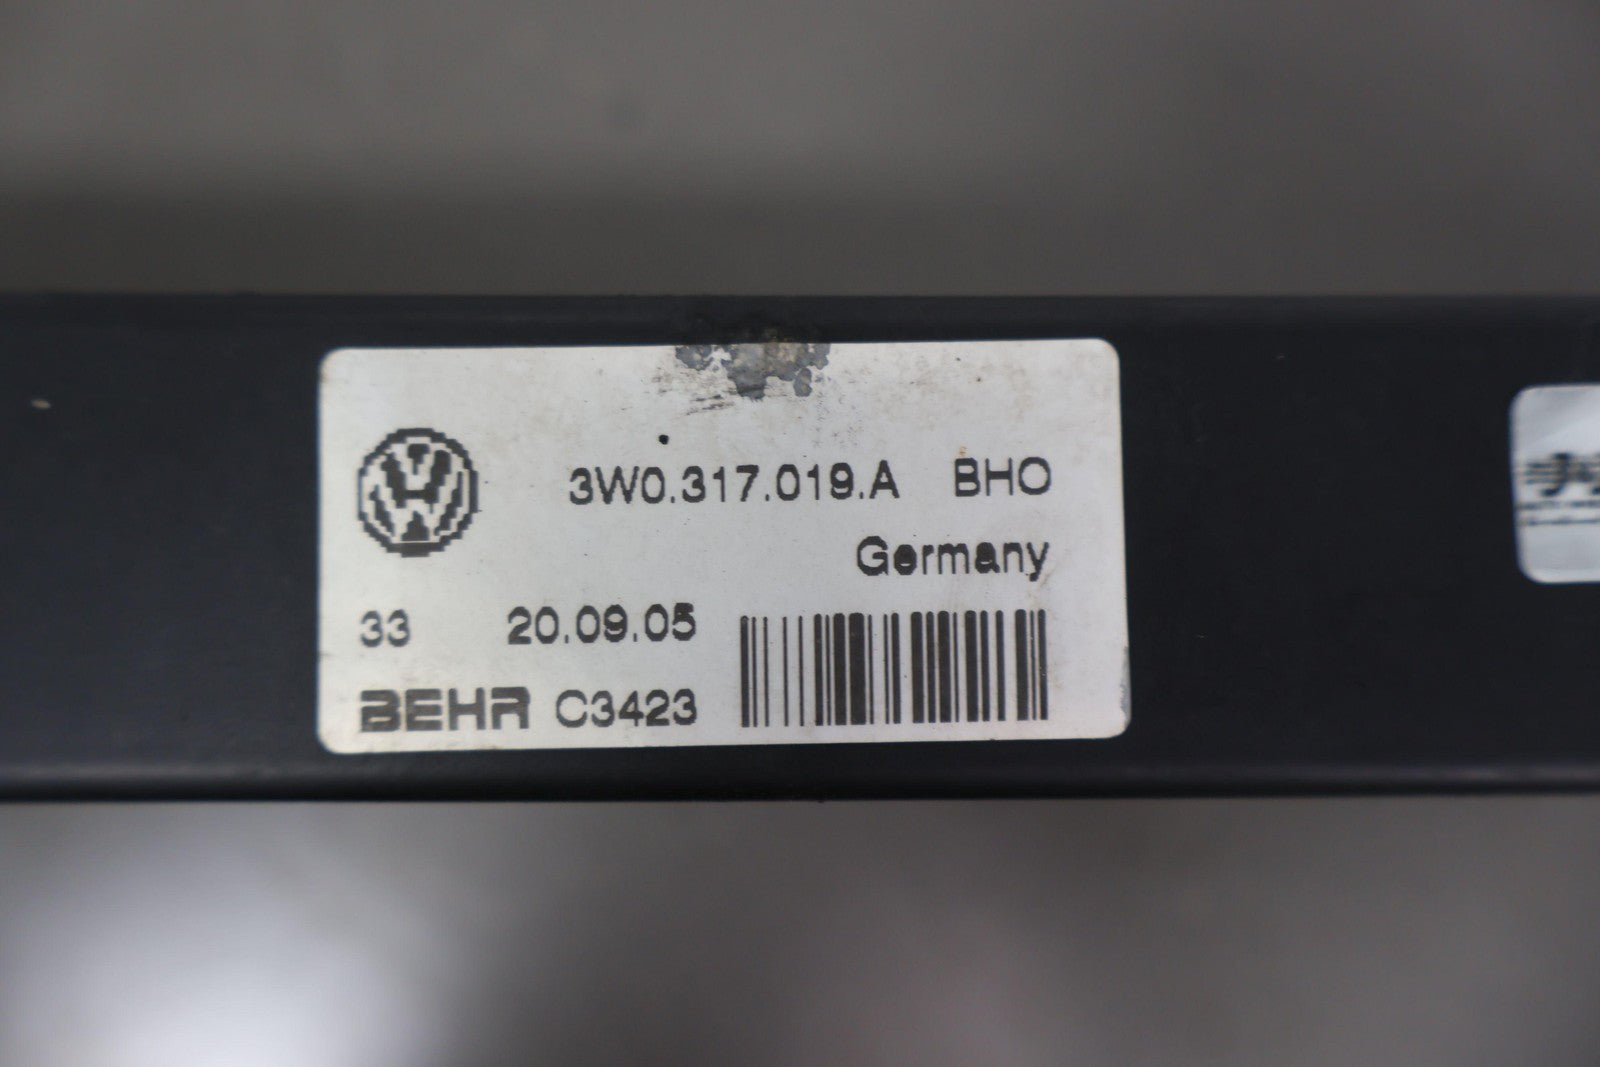 3W0.317.019.A BHO
Germany
33 20.09.05
BEHR C3423